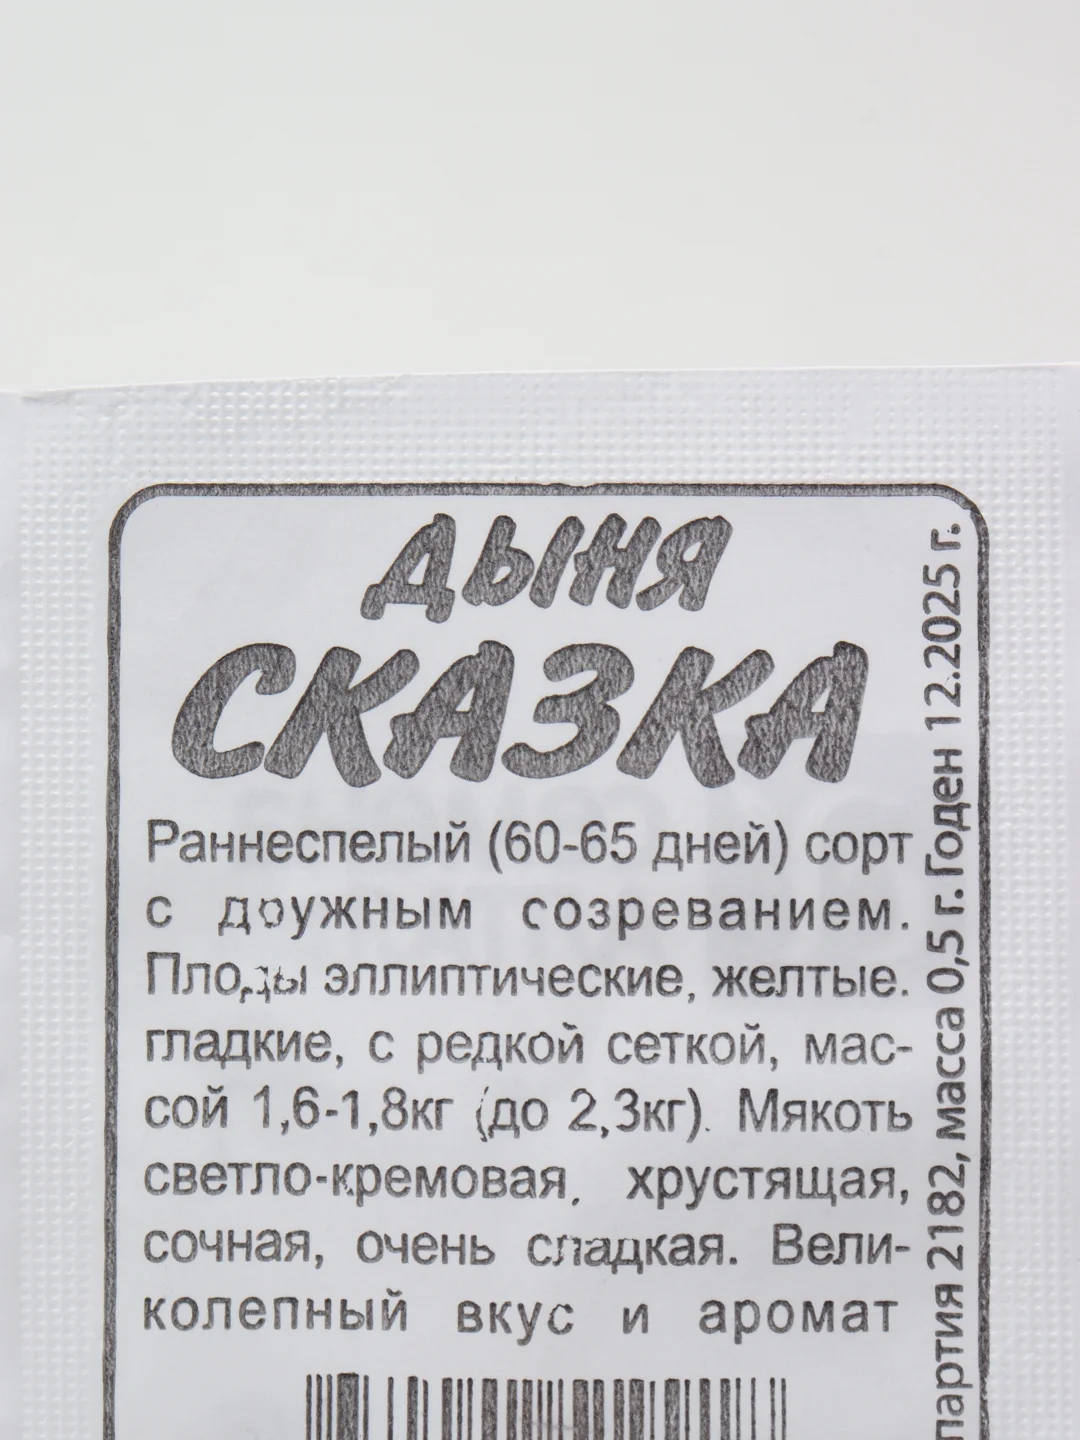 ДЫНЯ
СКАЗКА
Раннеспелый (60-65 дней) сорт
с дружным созреванием.
Плоды эллиптические, желтые.
гладкие, с редкой сеткой, мас-
сой 1,6-1,8кг (до 2,3кг). Мякоть
светло-кремовая, хрустящая,
сочная, очень сладкая. Вели-
колепный вкус и аромат
партия 2182, масса 0,5 г. Годен 12.2025 г.